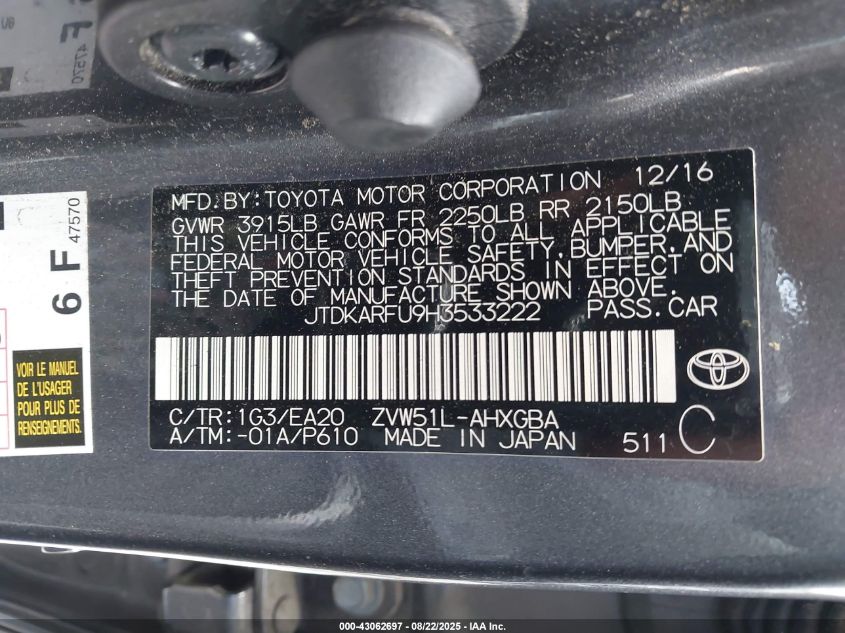 47570
MFD.BY:TOYOTA MOTOR CORPORATION 12/16
GVWR 3915LB GAWR FR 2250LB RR 2150LB
THIS VEHICLE CONFORMS TO ALL APPLICABLE
FEDERAL MOTOR VEHICLE SAFETY,BUMPER,AND
THEFT PREVENTION STANDARDS IN EFFECT ON
THE DATE OF MANUFACTURE SHOWN ABOVE.
JTDKARFU9H3533222 PASS.CAR
C/TR:1G3/EA20 ZVW51L-AHXGBA
A/TM:-01A/P610 MADE IN JAPAN 511 C
6 F 47570
VOIR LE MANUEL
DE L'USAGER
POUR PLUS DE
RENSEIGNEMENTS.
000-43062697 - 08/22/2025 - IAA Inc.